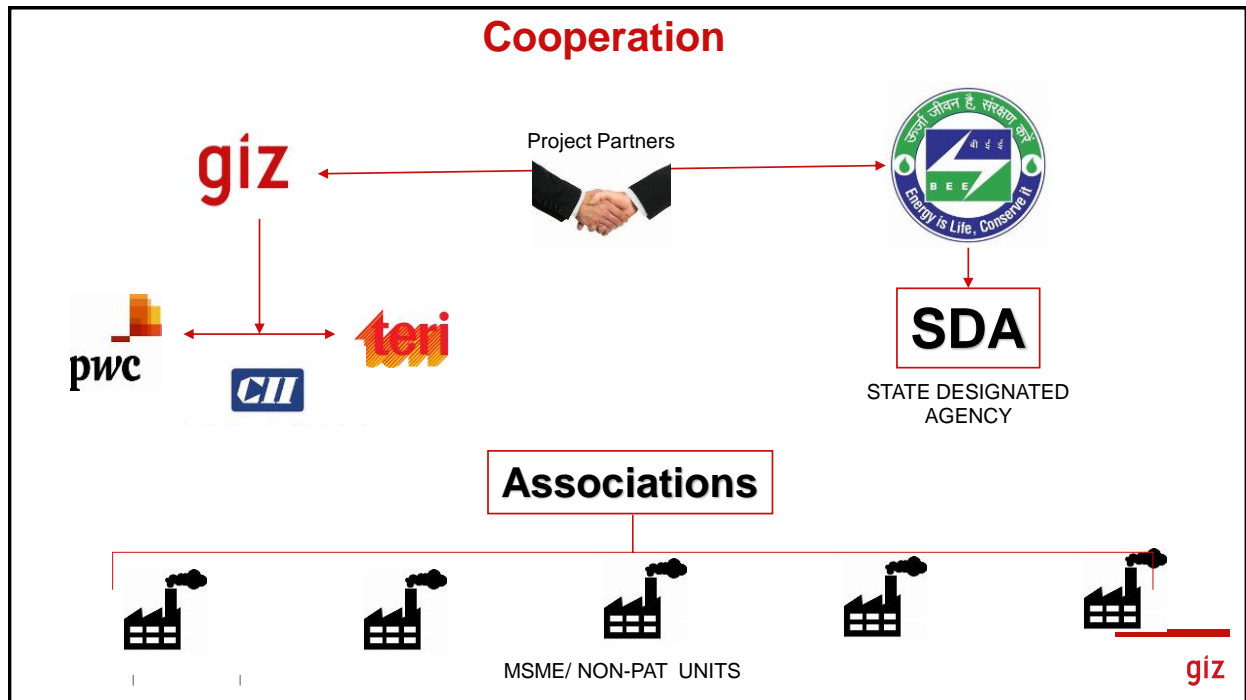 Cooperation
giz
Project Partners
ऊर्जा जीवन है, संरक्षण करें
बी ई ई
BEE
Energy is Life, Conserve it
pwc
teri
CII
SDA
STATE DESIGNATED
AGENCY
Associations
MSME/ NON-PAT UNITS
giz